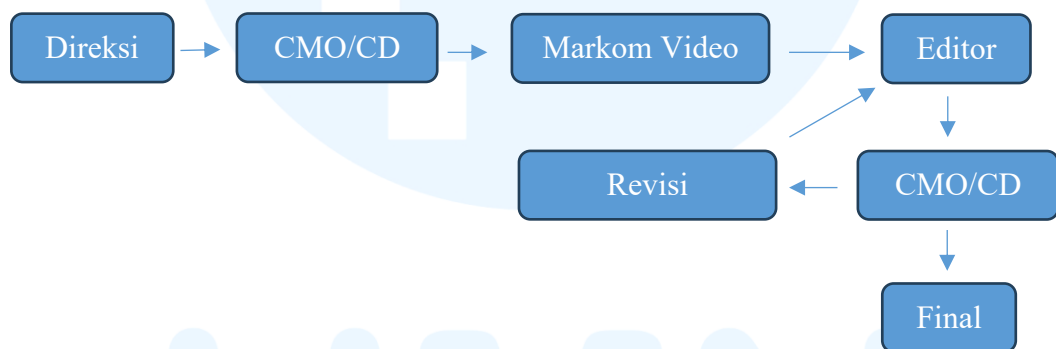 Direksi
CMO/CD
Markom Video
Editor
Revisi
CMO/CD
Final